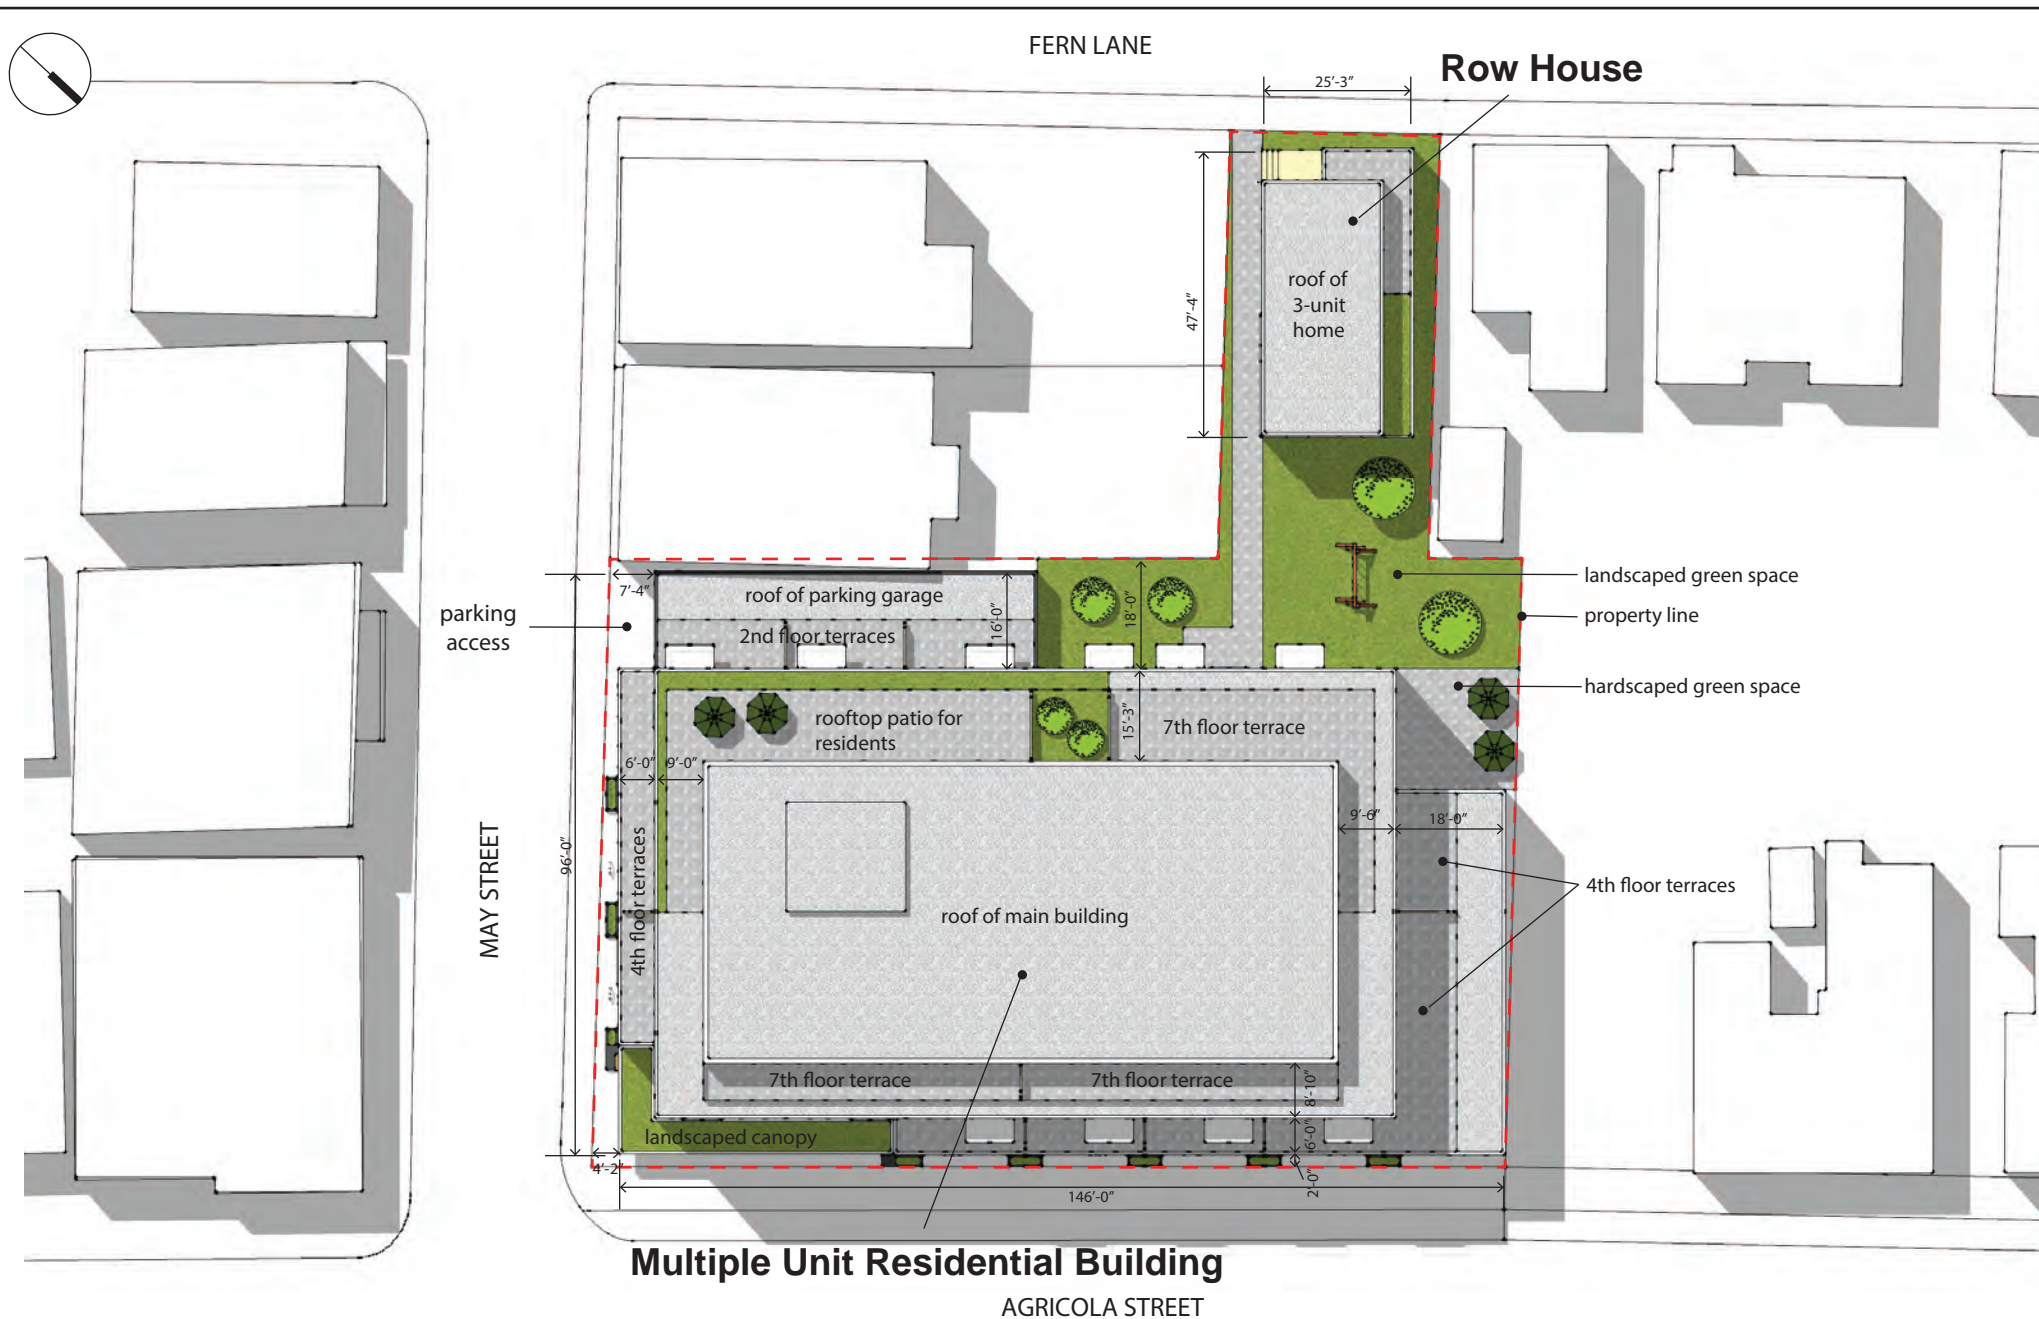 FERN LANE
Row House
25'-3"
47'-4"
roof of
3-unit
home
landscaped green space
property line
hardscaped green space
parking
access
7'-4"
roof of parking garage
2nd floor terraces
16'-0"
18'-0"
rooftop patio for
residents
15'-3"
7th floor terrace
6'-0"
9'-0"
9'-6"
18'-0"
96'-0"
MAY STREET
4th floor terraces
roof of main building
4th floor terraces
7th floor terrace
7th floor terrace
8'-10"
landscaped canopy
6'-0"
4'-2"
2'-0"
146'-0"
Multiple Unit Residential Building
AGRICOLA STREET